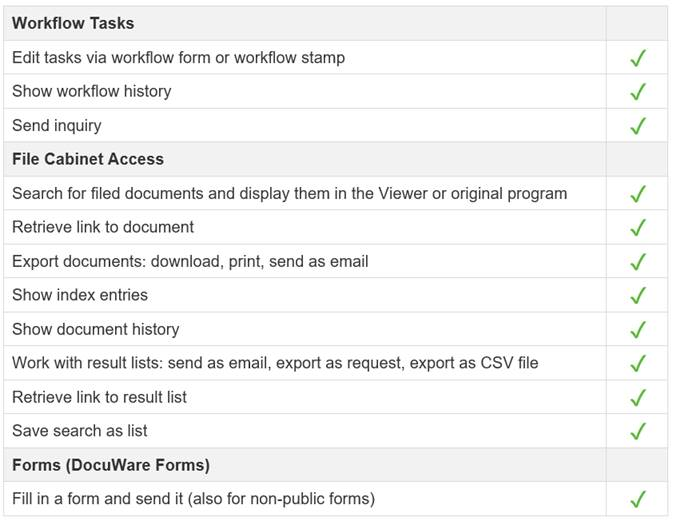 Workflow Tasks
Edit tasks via workflow form or workflow stamp
Show workflow history
Send inquiry
File Cabinet Access
Search for filed documents and display them in the Viewer or original program
Retrieve link to document
Export documents: download, print, send as email
Show index entries
Show document history
Work with result lists: send as email, export as request, export as CSV file
Retrieve link to result list
Save search as list
Forms (DocuWare Forms)
Fill in a form and send it (also for non-public forms)